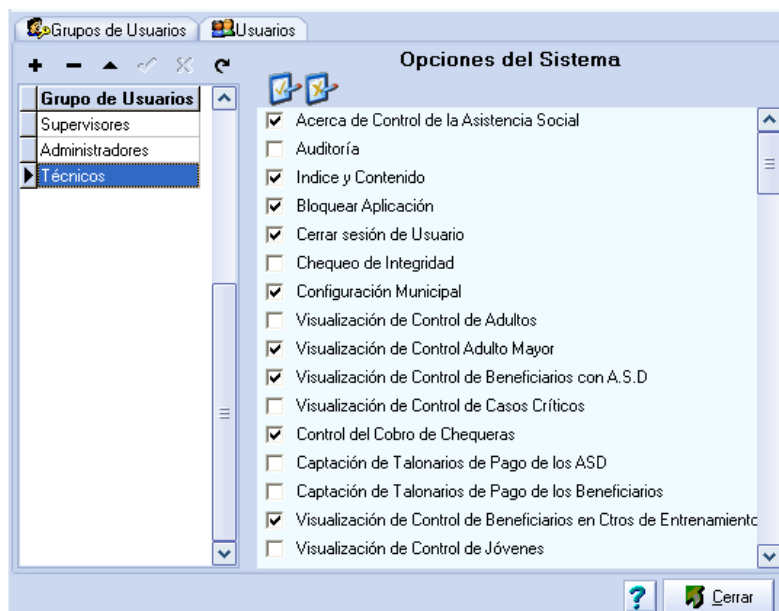 Grupos de Usuarios
Usuarios
Opciones del Sistema
Grupo de Usuarios
Supervisores
Administradores
Técnicos
Acerca de Control de la Asistencia Social
Auditoría
Indice y Contenido
Bloquear Aplicación
Cerrar sesión de Usuario
Chequeo de Integridad
Configuración Municipal
Visualización de Control de Adultos
Visualización de Control Adulto Mayor
Visualización de Control de Beneficiarios con A.S.D
Visualización de Control de Casos Críticos
Control del Cobro de Chequeras
Captación de Talonarios de Pago de los ASD
Captación de Talonarios de Pago de los Beneficiarios
Visualización de Control de Beneficiarios en Ctros de Entrenamiento
Visualización de Control de Jóvenes
?
Cerrar